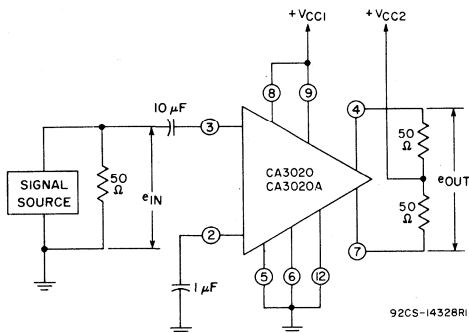 +VCC1
+VCC2
8
9
4
10 μF
3
50
Ω
CA3020
CA3020A
SIGNAL
SOURCE
50
Ω
eIN
eOUT
50
Ω
2
7
1 μF
5
6
12
92CS-14328R1